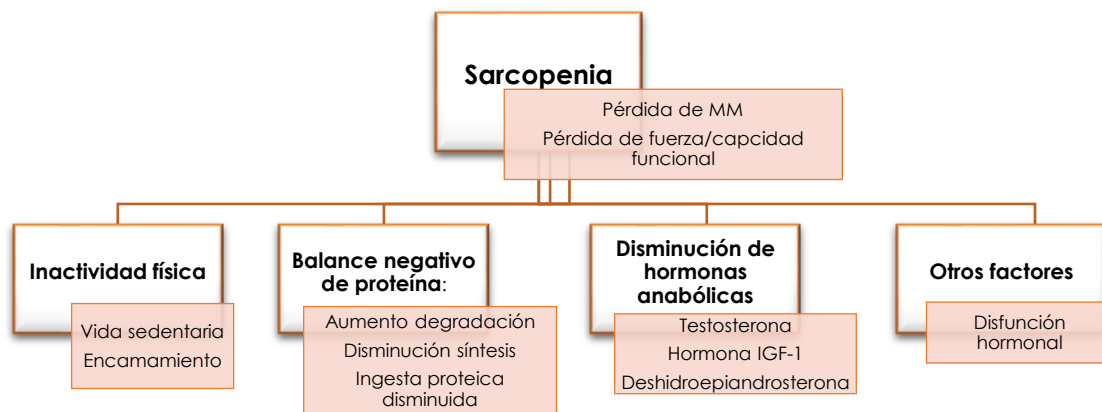 Sarcopenia
Pérdida de MM
Pérdida de fuerza/capcidad
funcional
Inactividad física
Vida sedentaria
Encamamiento
Balance negativo
de proteína:
Aumento degradación
Disminución síntesis
Ingesta proteica
disminuida
Disminución de
hormonas
anabólicas
Testosterona
Hormona IGF-1
Deshidroepiandrosterona
Otros factores
Disfunción
hormonal